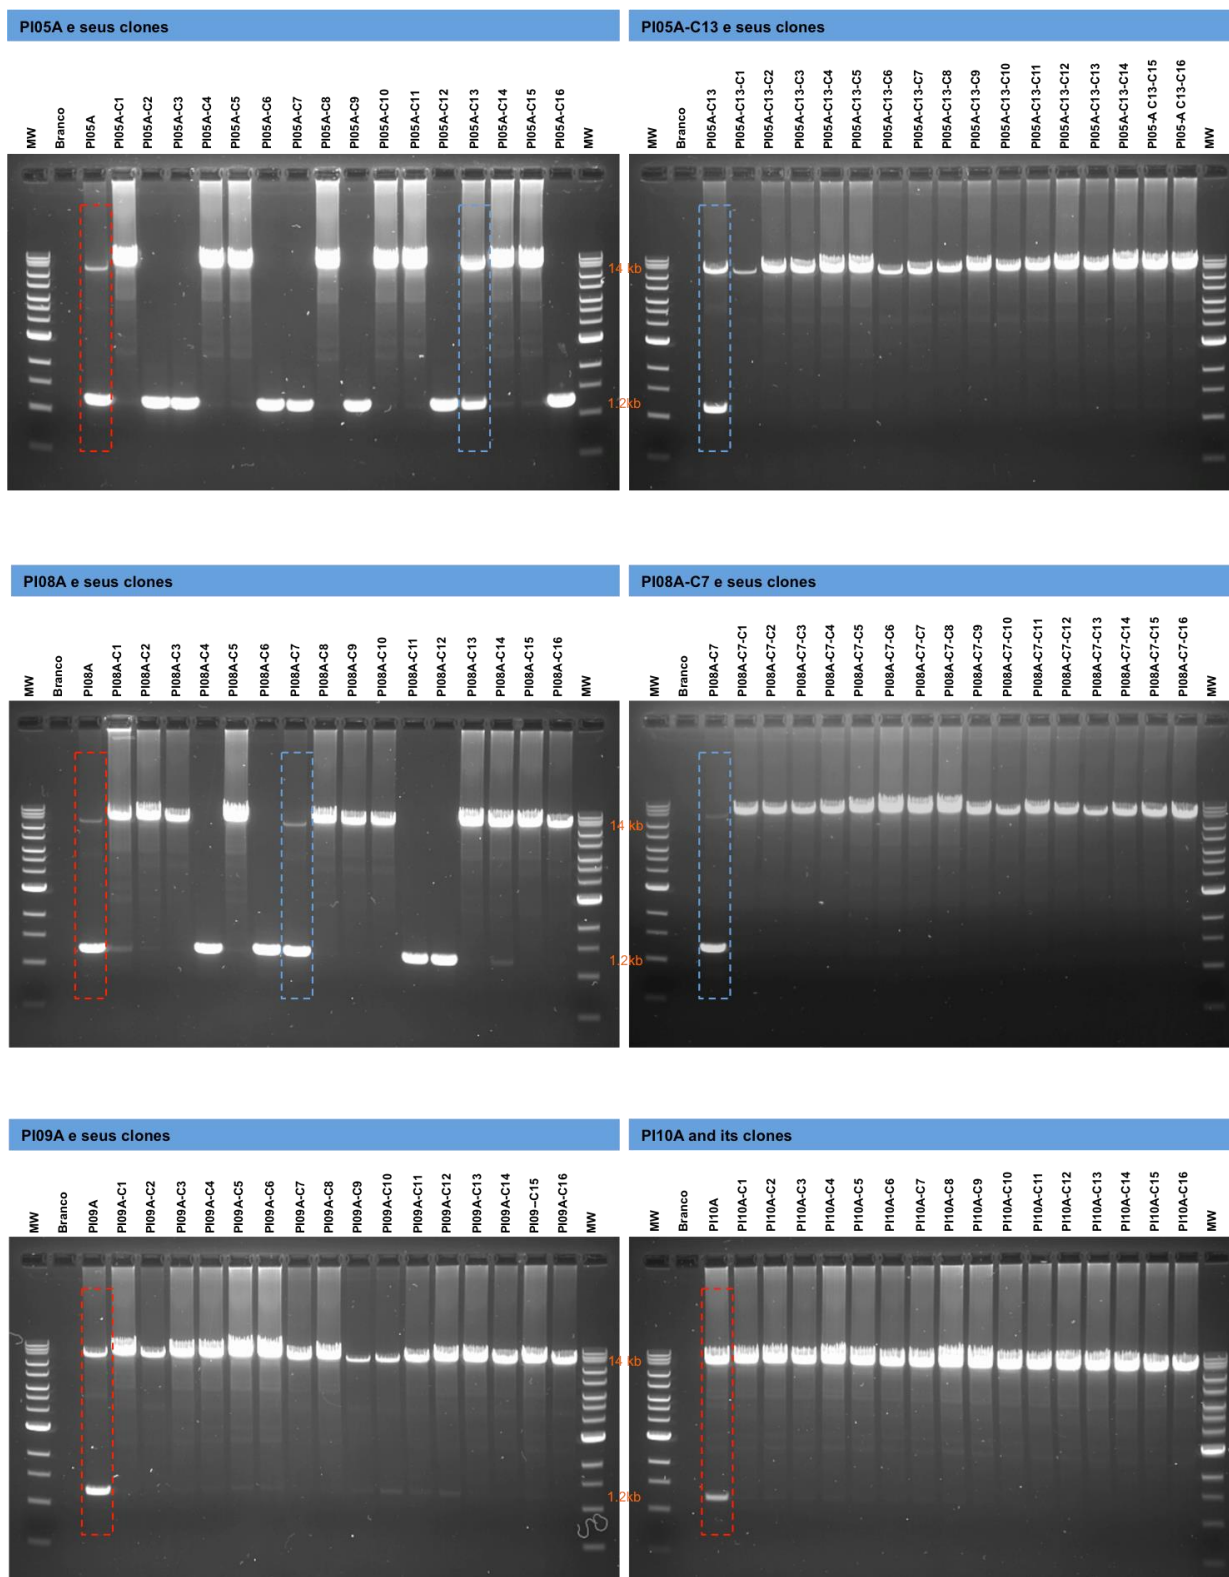 PI05A e seus clones
MW
Branco
PI05A
PI05A-C1
PI05A-C2
PI05A-C3
PI05A-C4
PI05A-C5
PI05A-C6
PI05A-C7
PI05A-C8
PI05A-C9
PI05A-C10
PI05A-C11
PI05A-C12
PI05A-C13
PI05A-C14
PI05A-C15
PI05A-C16
MW
PI05A-C13 e seus clones
MW
Branco
PI05A-C13
PI05A-C13-C1
PI05A-C13-C2
PI05A-C13-C3
PI05A-C13-C4
PI05A-C13-C5
PI05A-C13-C6
PI05A-C13-C7
PI05A-C13-C8
PI05A-C13-C9
PI05A-C13-C10
PI05A-C13-C11
PI05A-C13-C12
PI05A-C13-C13
PI05A-C13-C14
PI05-A C13-C15
PI05-A C13-C16
MW
14 kb
1.2kb
PI08A e seus clones
MW
Branco
PI08A
PI08A-C1
PI08A-C2
PI08A-C3
PI08A-C4
PI08A-C5
PI08A-C6
PI08A-C7
PI08A-C8
PI08A-C9
PI08A-C10
PI08A-C11
PI08A-C12
PI08A-C13
PI08A-C14
PI08A-C15
PI08A-C16
MW
PI08A-C7 e seus clones
MW
Branco
PI08A-C7
PI08A-C7-C1
PI08A-C7-C2
PI08A-C7-C3
PI08A-C7-C4
PI08A-C7-C5
PI08A-C7-C6
PI08A-C7-C7
PI08A-C7-C8
PI08A-C7-C9
PI08A-C7-C10
PI08A-C7-C11
PI08A-C7-C12
PI08A-C7-C13
PI08A-C7-C14
PI08A-C7-C15
PI08A-C7-C16
MW
14 kb
1.2kb
PI09A e seus clones
MW
Branco
PI09A
PI09A-C1
PI09A-C2
PI09A-C3
PI09A-C4
PI09A-C5
PI09A-C6
PI09A-C7
PI09A-C8
PI09A-C9
PI09A-C10
PI09A-C11
PI09A-C12
PI09A-C13
PI09A-C14
PI09--C15
PI09A-C16
MW
PI10A and its clones
MW
Branco
PI10A
PI10A-C1
PI10A-C2
PI10A-C3
PI10A-C4
PI10A-C5
PI10A-C6
PI10A-C7
PI10A-C8
PI10A-C9
PI10A-C10
PI10A-C11
PI10A-C12
PI10A-C13
PI10A-C14
PI10A-C15
PI10A-C16
MW
14 kb
1.2kb